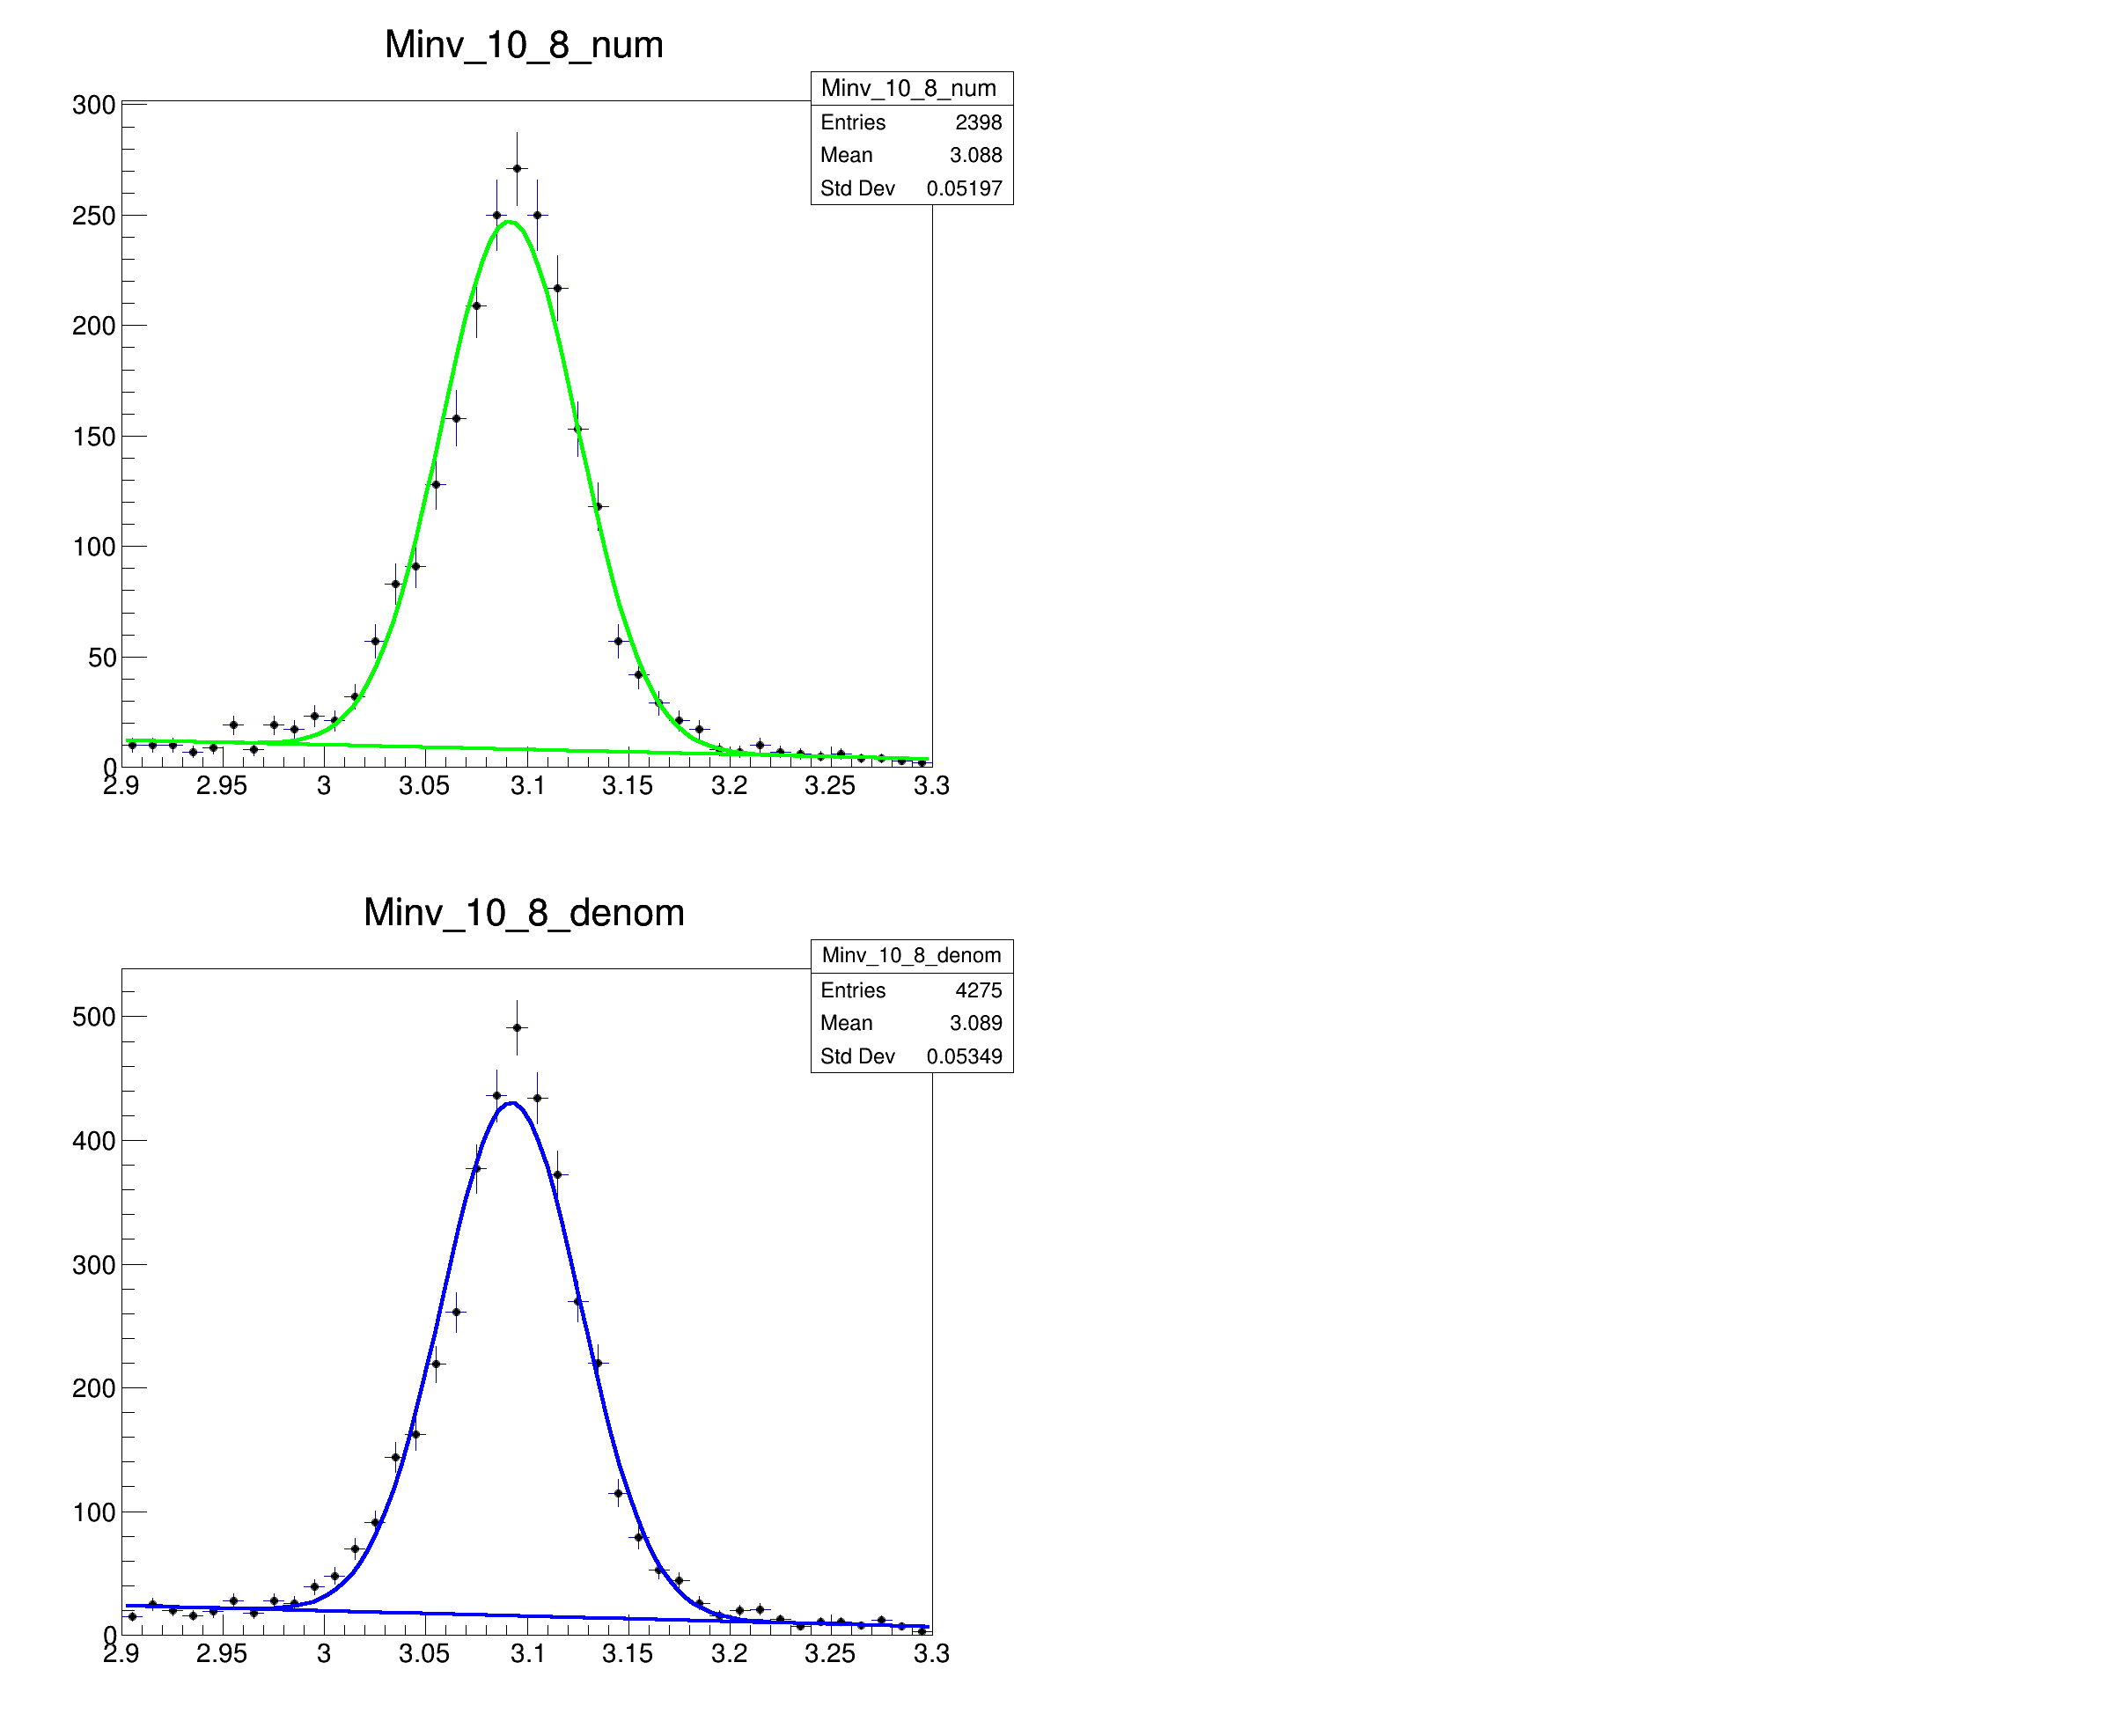 Minv_10_8_num
Minv_10_8_num
Entries 2398
Mean 3.088
Std Dev 0.05197
300
250
200
150
100
50
0
2.9 2.95 3 3.05 3.1 3.15 3.2 3.25 3.3
Minv_10_8_denom
Minv_10_8_denom
Entries 4275
Mean 3.089
Std Dev 0.05349
500
400
300
200
100
0
2.9 2.95 3 3.05 3.1 3.15 3.2 3.25 3.3